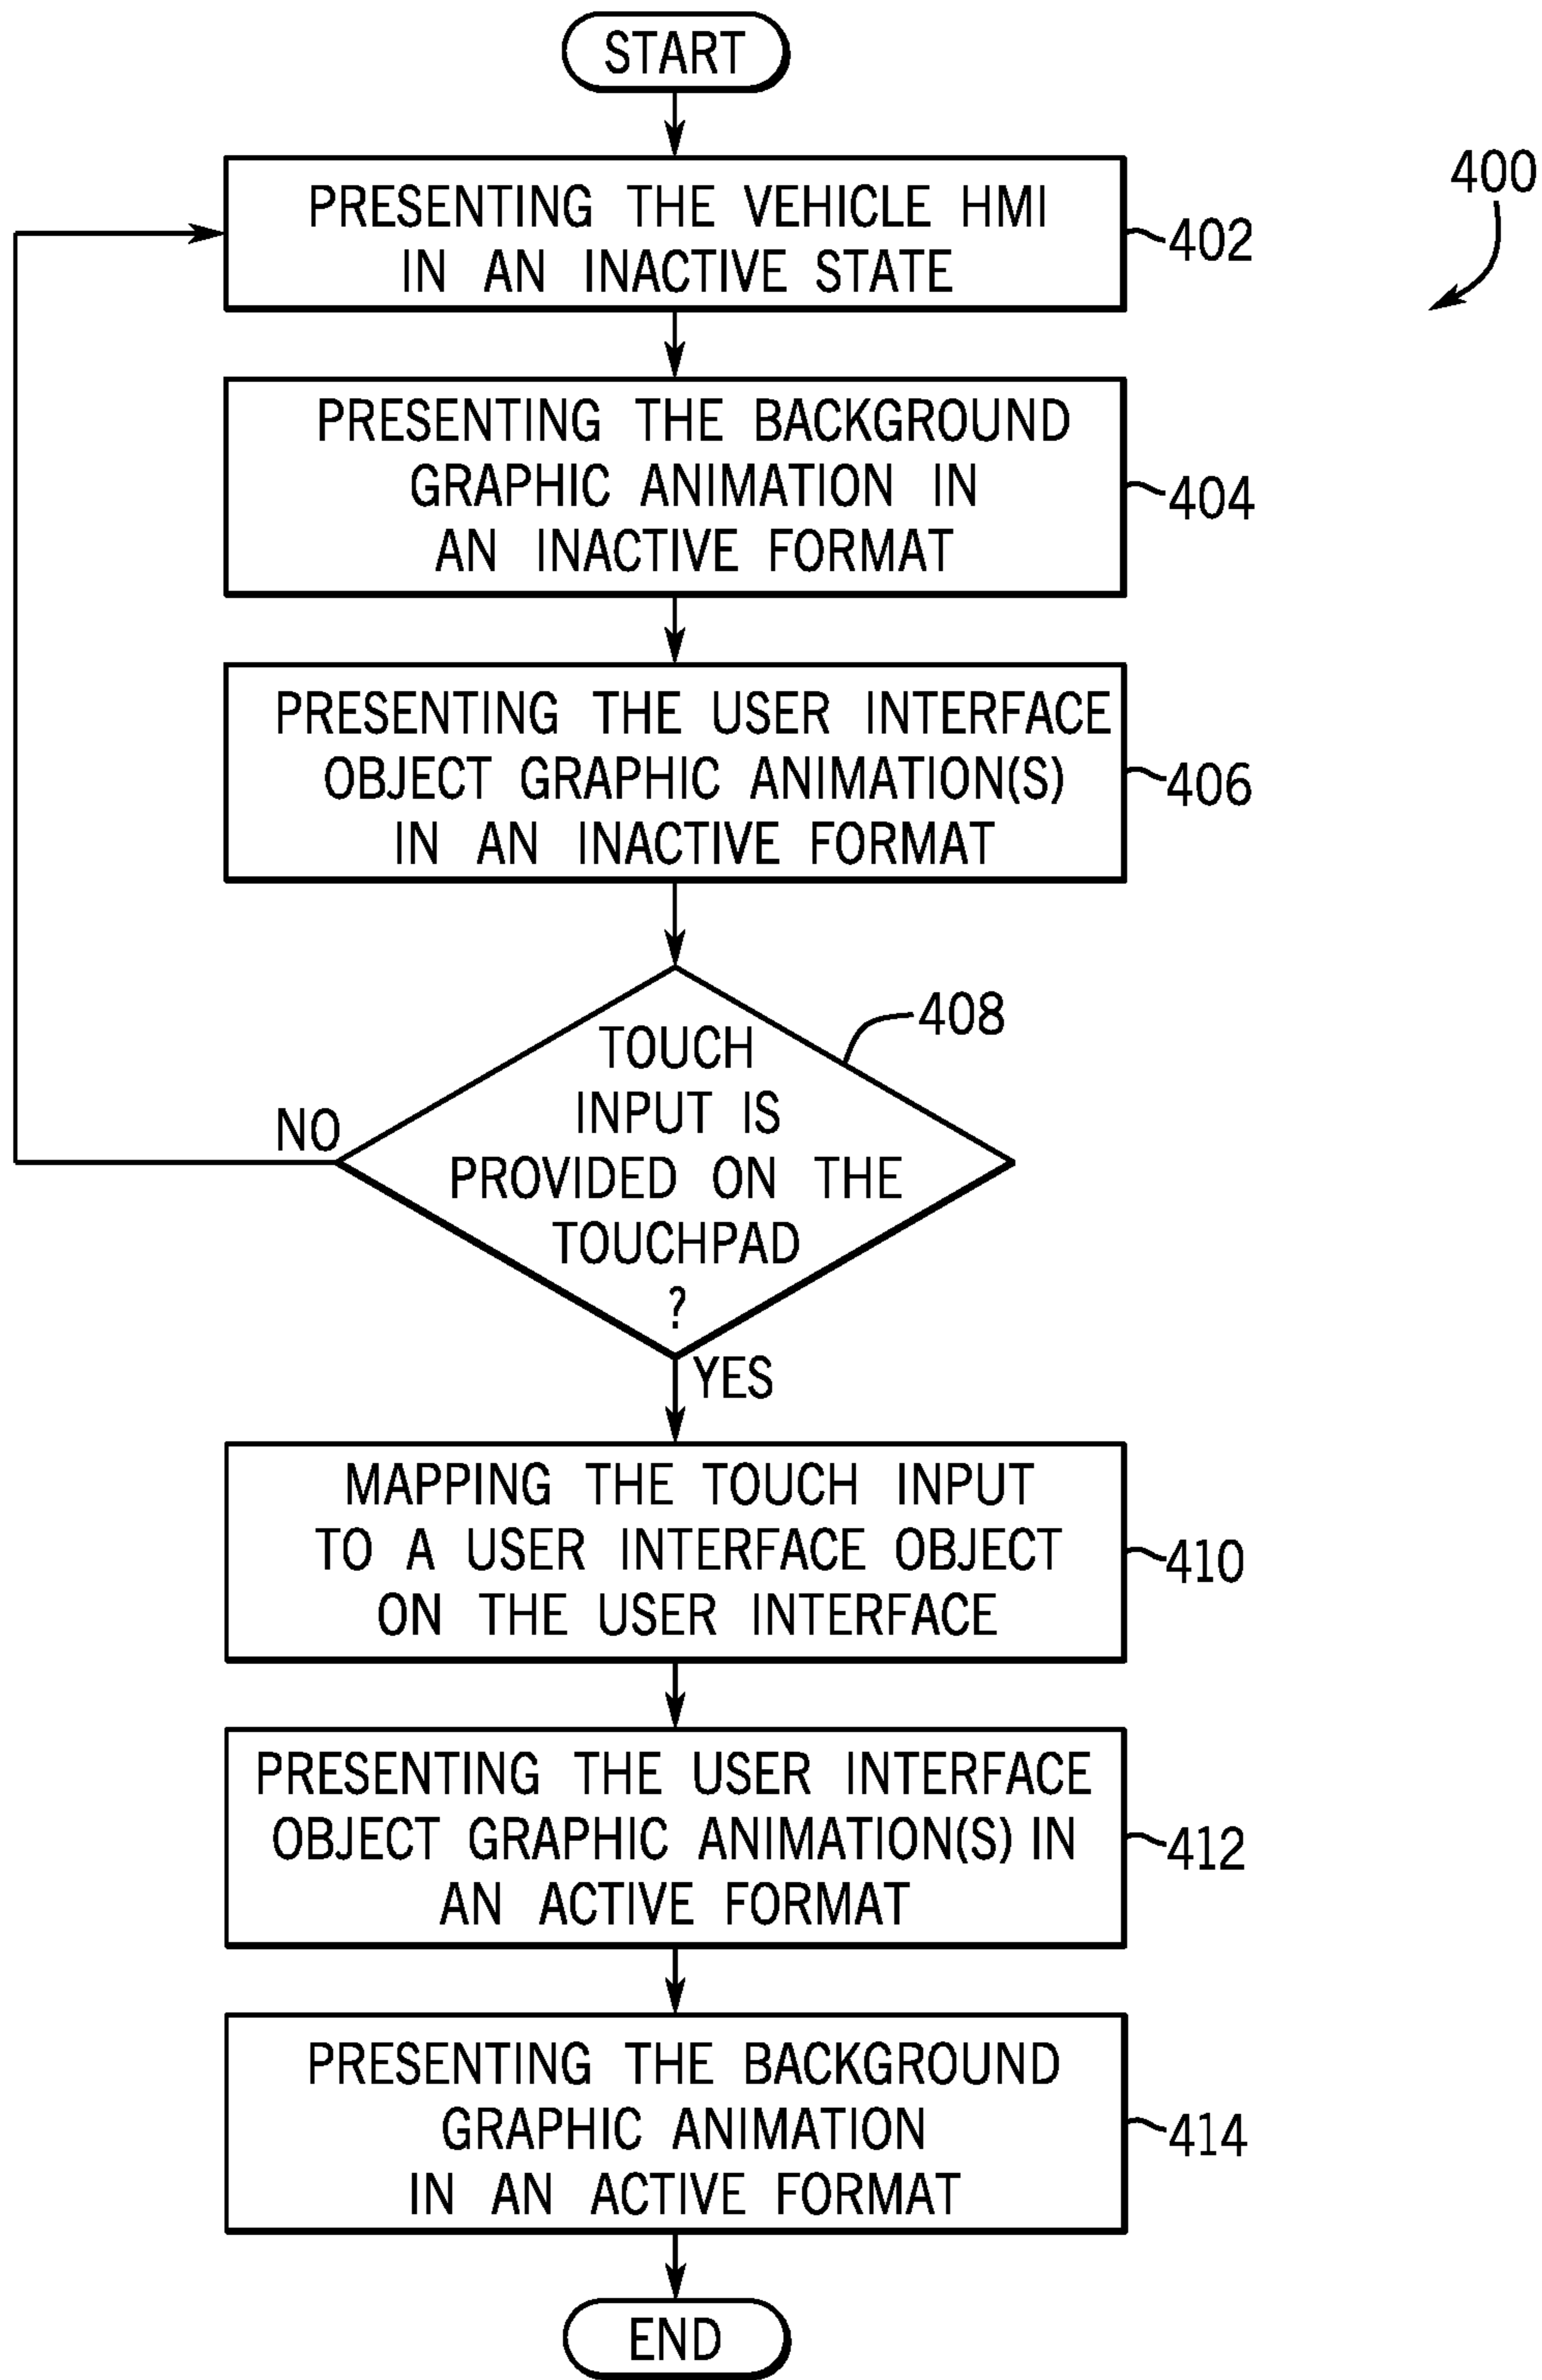 START
400
PRESENTING THE VEHICLE HMI
IN AN INACTIVE STATE
402
PRESENTING THE BACKGROUND
GRAPHIC ANIMATION IN
AN INACTIVE FORMAT
404
PRESENTING THE USER INTERFACE
OBJECT GRAPHIC ANIMATION(S)
IN AN INACTIVE FORMAT
406
408
TOUCH
INPUT IS
PROVIDED ON THE
TOUCHPAD
?
NO
YES
MAPPING THE TOUCH INPUT
TO A USER INTERFACE OBJECT
ON THE USER INTERFACE
410
PRESENTING THE USER INTERFACE
OBJECT GRAPHIC ANIMATION(S) IN
AN ACTIVE FORMAT
412
PRESENTING THE BACKGROUND
GRAPHIC ANIMATION
IN AN ACTIVE FORMAT
414
END